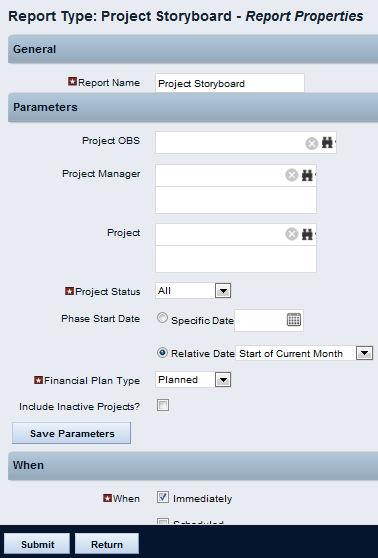 Report Type: Project Storyboard - Report Properties
General
Report Name Project Storyboard
Parameters
Project OBS
Project Manager
Project
Project Status All
Phase Start Date Specific Date
Relative Date Start of Current Month
Financial Plan Type Planned
Include Inactive Projects?
Save Parameters
When
When Immediately
Scheduled
Submit Return